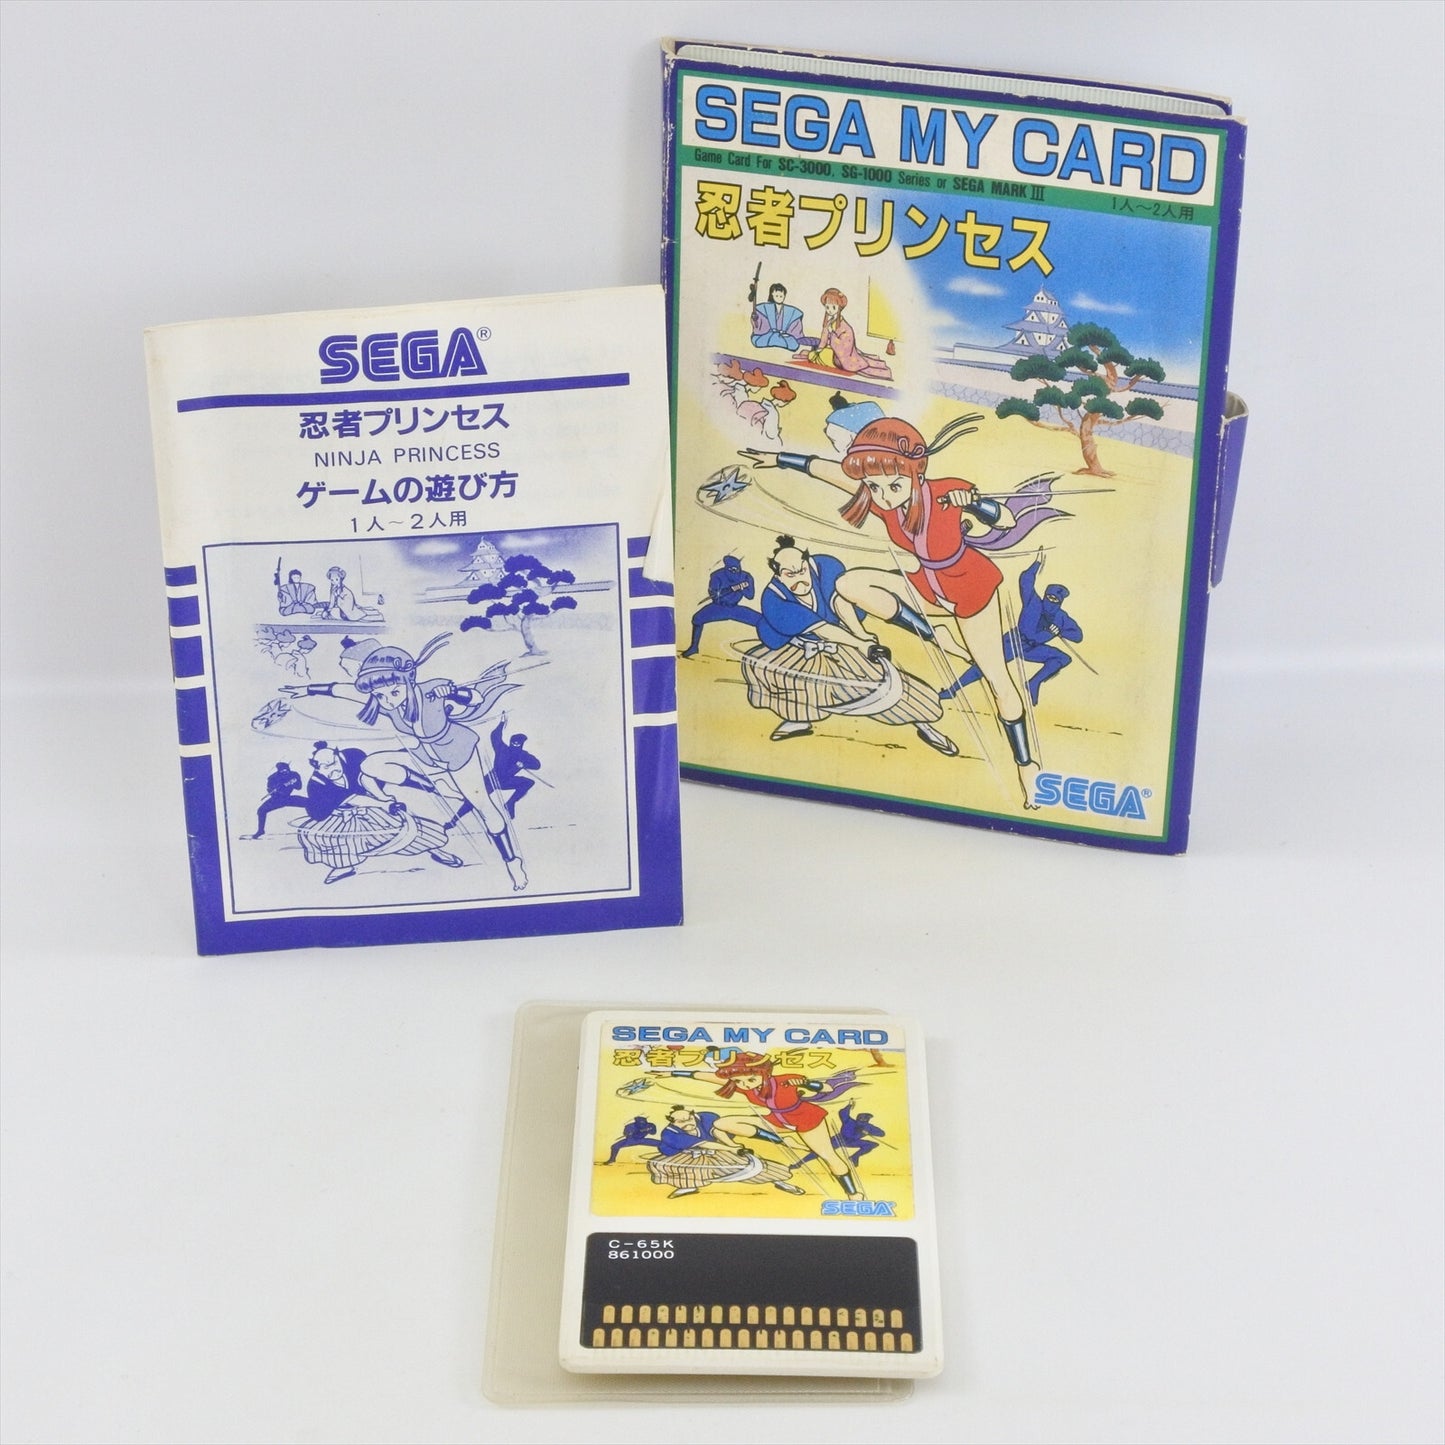 SEGA MY CARD
Game Card For SC-3000, SG-1000 Series or SEGA MARK III
1人～2人用
忍者プリンセス
SEGA®
SEGA®
忍者プリンセス
NINJA PRINCESS
ゲームの遊び方
1人～2人用
SEGA MY CARD
忍者プリンセス
SEGA®
C-65K
861000